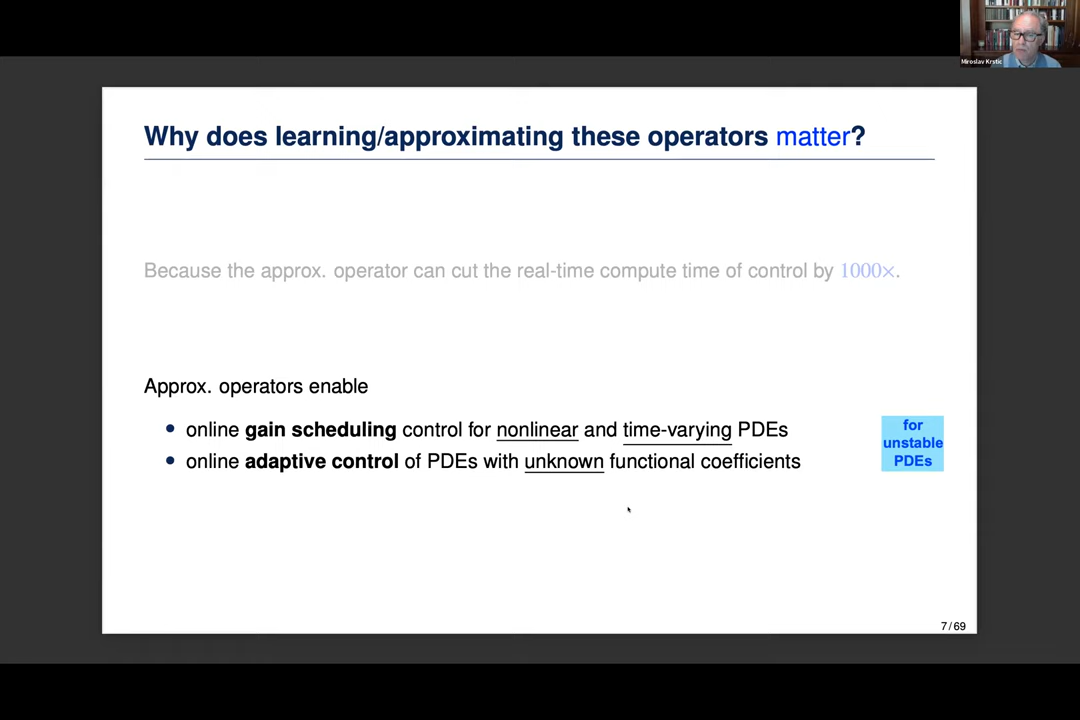 Miroslav Krstic
Why does learning/approximating these operators matter?
Because the approx. operator can cut the real-time compute time of control by 1000×.
Approx. operators enable
• online gain scheduling control for nonlinear and time-varying PDEs
• online adaptive control of PDEs with unknown functional coefficients
for
unstable
PDEs
7/69